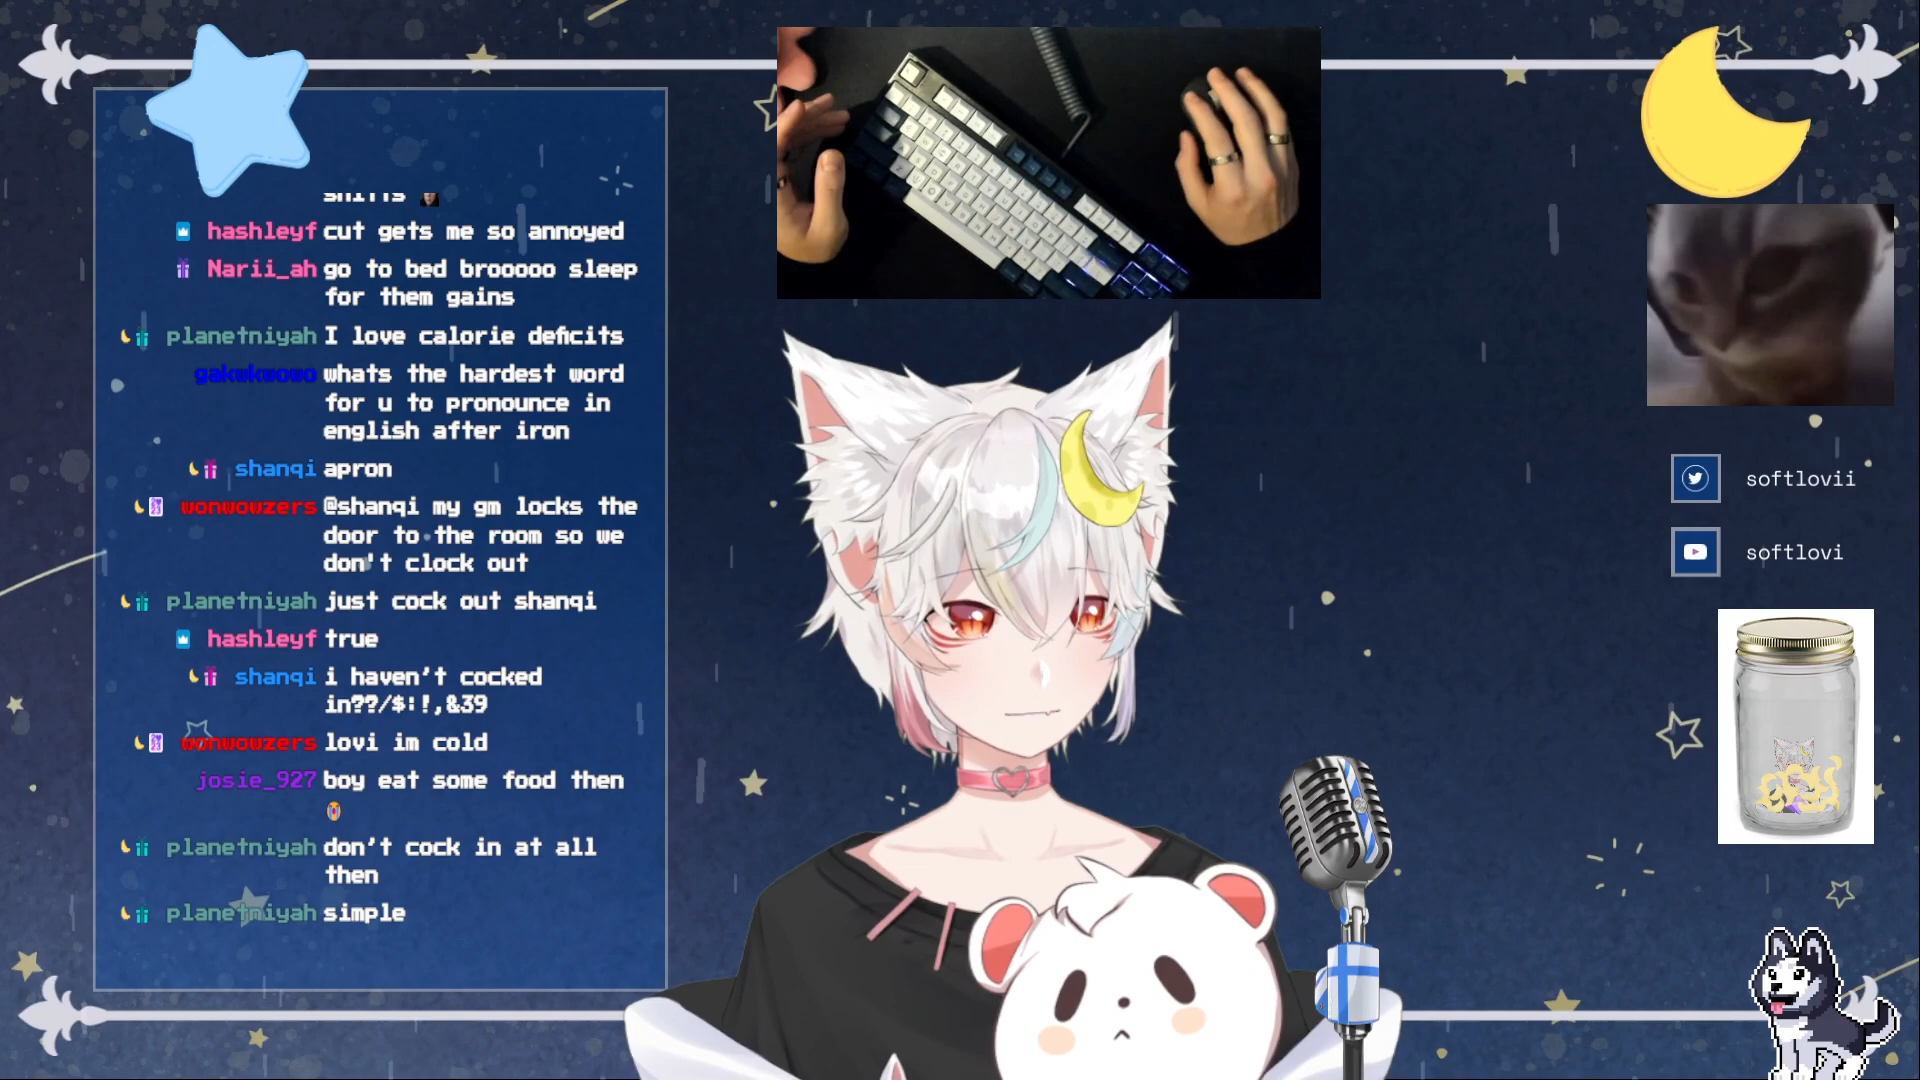 hashleyf cut gets me so annoyed
Narii_ah go to bed brooooo sleep
for them gains
planetniyah I love calorie deficits
gakwkwowo whats the hardest word
for u to pronounce in
english after iron
shanqi apron
wonwowzers @shanqi my gm locks the
door to the room so we
don't clock out
planetniyah just cock out shanqi
hashleyf true
shanqi i haven't cocked
in??/$:!,&39
wonwowzers lovi im cold
josie_927 boy eat some food then
planetniyah don't cock in at all
then
planetniyah simple
softlovii
softlovi